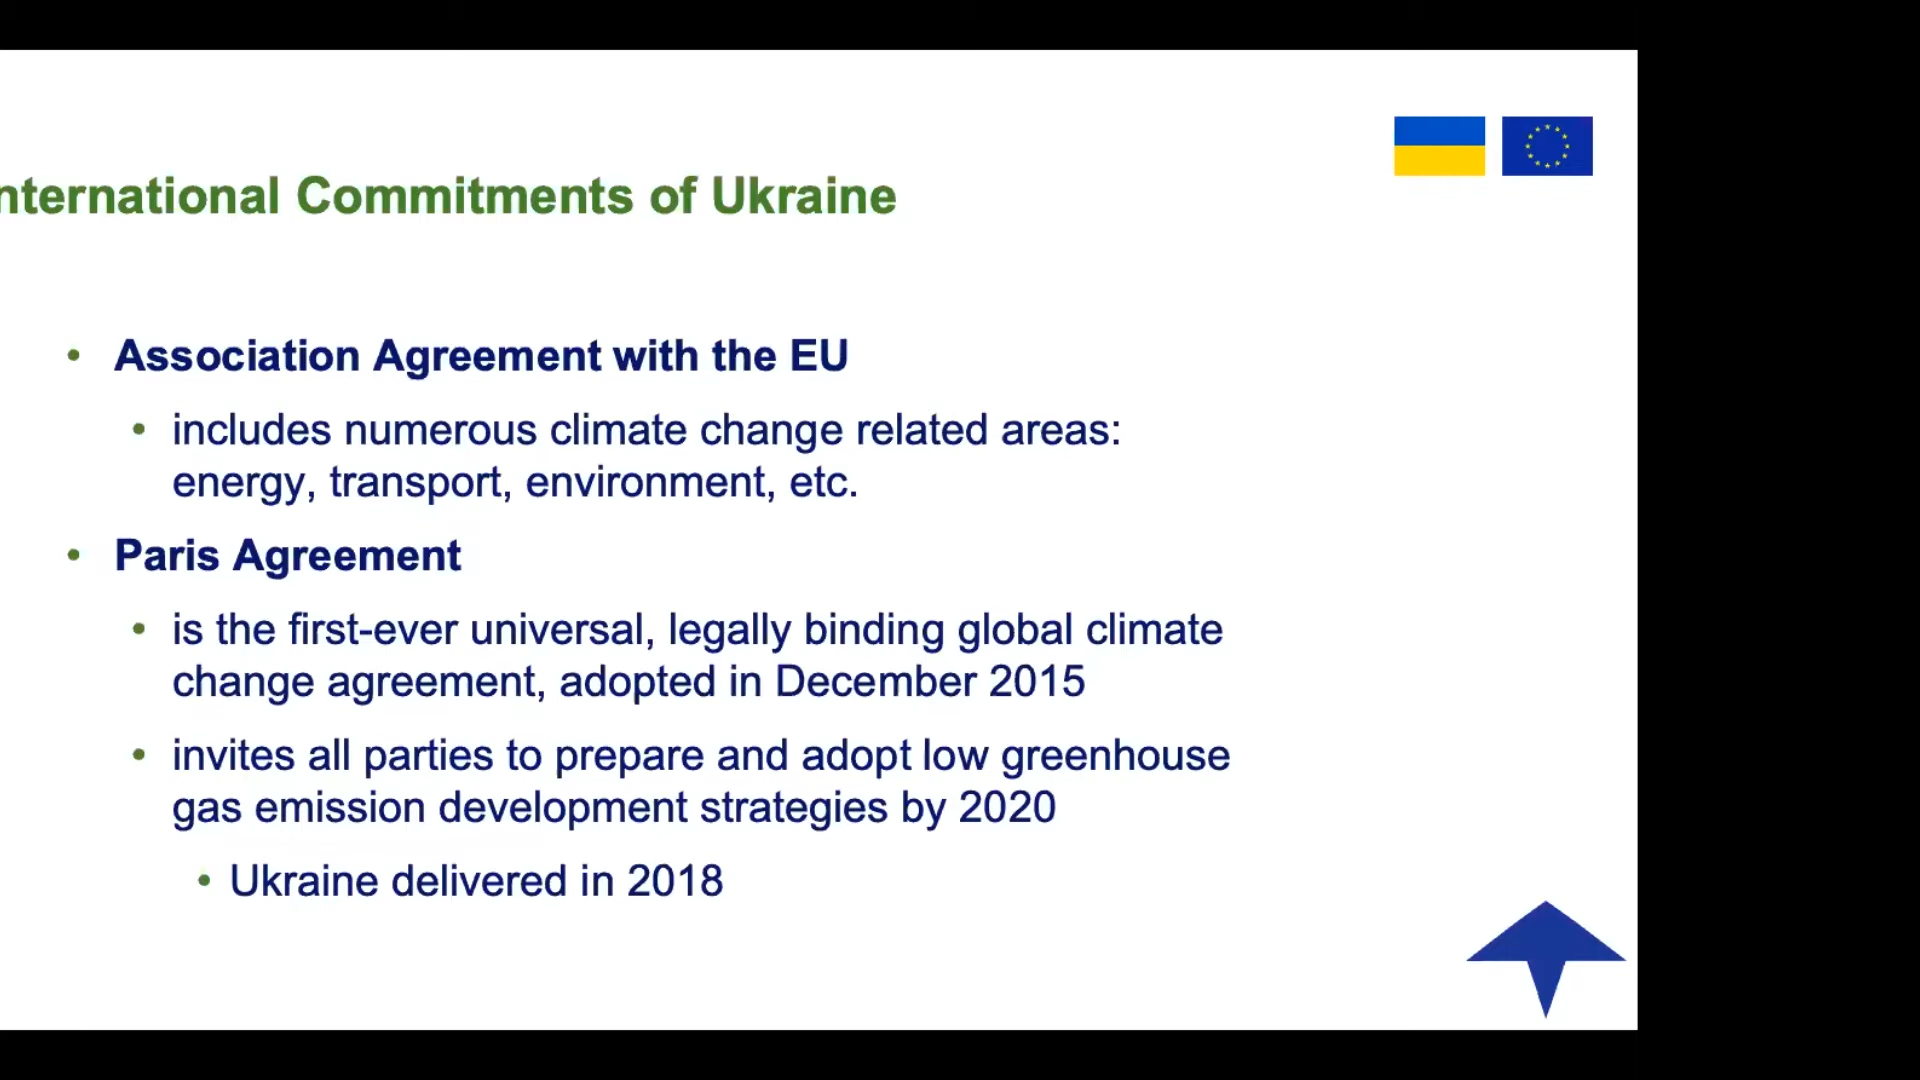 nternational Commitments of Ukraine
• Association Agreement with the EU
• includes numerous climate change related areas:
energy, transport, environment, etc.
• Paris Agreement
• is the first-ever universal, legally binding global climate
change agreement, adopted in December 2015
• invites all parties to prepare and adopt low greenhouse
gas emission development strategies by 2020
• Ukraine delivered in 2018